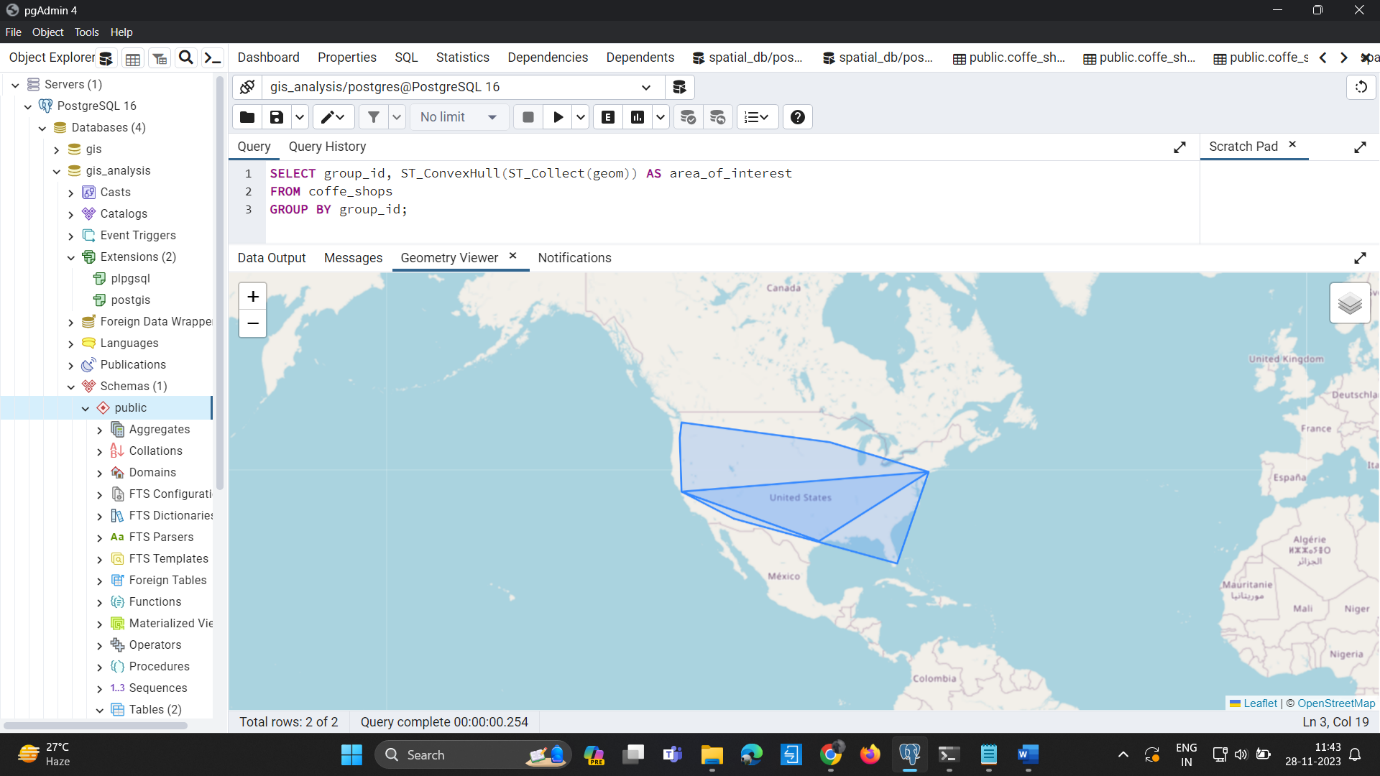 pgAdmin 4
File Object Tools Help
Object Explorer
Dashboard Properties SQL Statistics Dependencies Dependents spatial_db/pos... spatial_db/pos... public.coffe_sh... public.coffe_sh... public.coffe_s
Servers (1)
PostgreSQL 16
Databases (4)
gis
gis_analysis
Casts
Catalogs
Event Triggers
Extensions (2)
plpgsql
postgis
Foreign Data Wrappe
Languages
Publications
Schemas (1)
public
Aggregates
Collations
Domains
FTS Configurati
FTS Dictionaries
FTS Parsers
FTS Templates
Foreign Tables
Functions
Materialized Vie
Operators
Procedures
1..3 Sequences
Tables (2)
gis_analysis/postgres@PostgreSQL 16
No limit
Query Query History
Scratch Pad
1 SELECT group_id, ST_ConvexHull(ST_Collect(geom)) AS area_of_interest
2 FROM coffe_shops
3 GROUP BY group_id;
Data Output Messages Geometry Viewer Notifications
+
−
Canada
United Kingdom
Deutschla
France
España
United States
México
Algérie
ⵍⵣⵣⴰⵢⴻⵔ
الجزائر
Mauritanie
موريتانيا
Mali
Niger
Nigeria
Colombia
Leaflet | © OpenStreetMap
Total rows: 2 of 2 Query complete 00:00:00.254
Ln 3, Col 19
27°C
Haze
Search
PRE
ENG
IN
11:43
28-11-2023